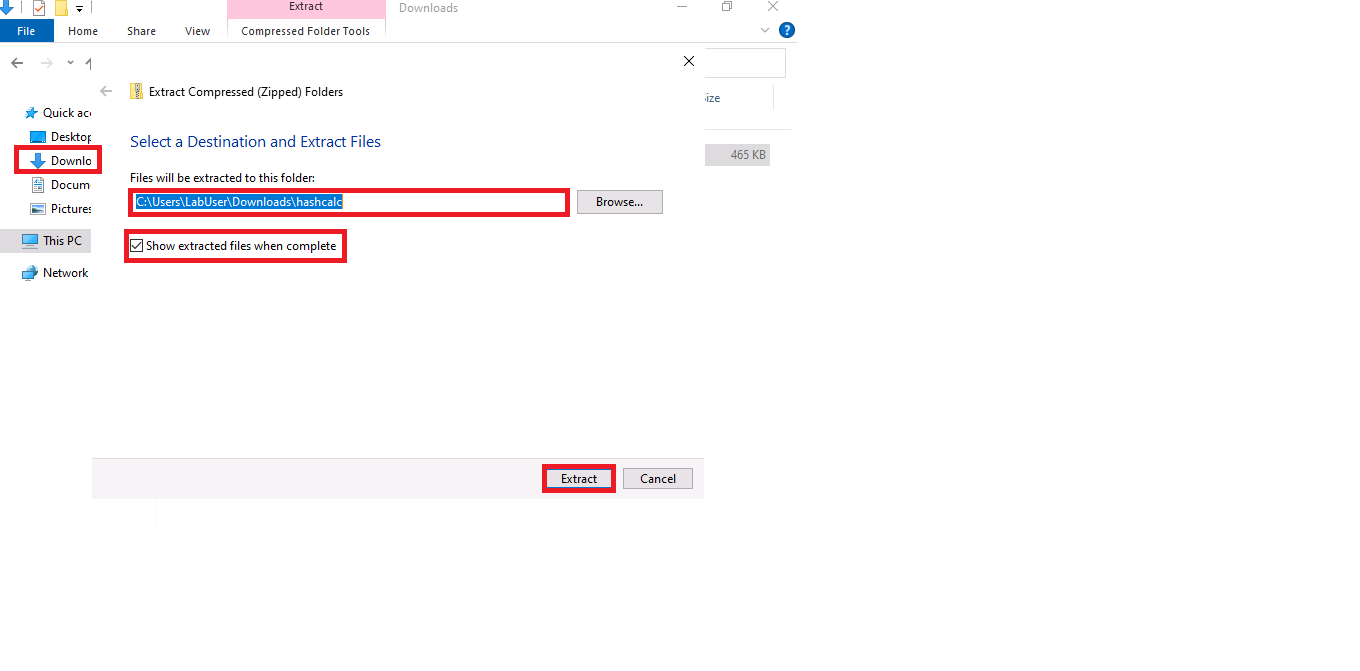 Extract
Downloads
File
Home
Share
View
Compressed Folder Tools
?
Extract Compressed (Zipped) Folders
Quick acc
Desktop
Downlo
Docum
Pictures
This PC
Network
Select a Destination and Extract Files
Files will be extracted to this folder:
C:\Users\LabUser\Downloads\hashcalc
Browse...
Show extracted files when complete
Size
465 KB
Extract
Cancel